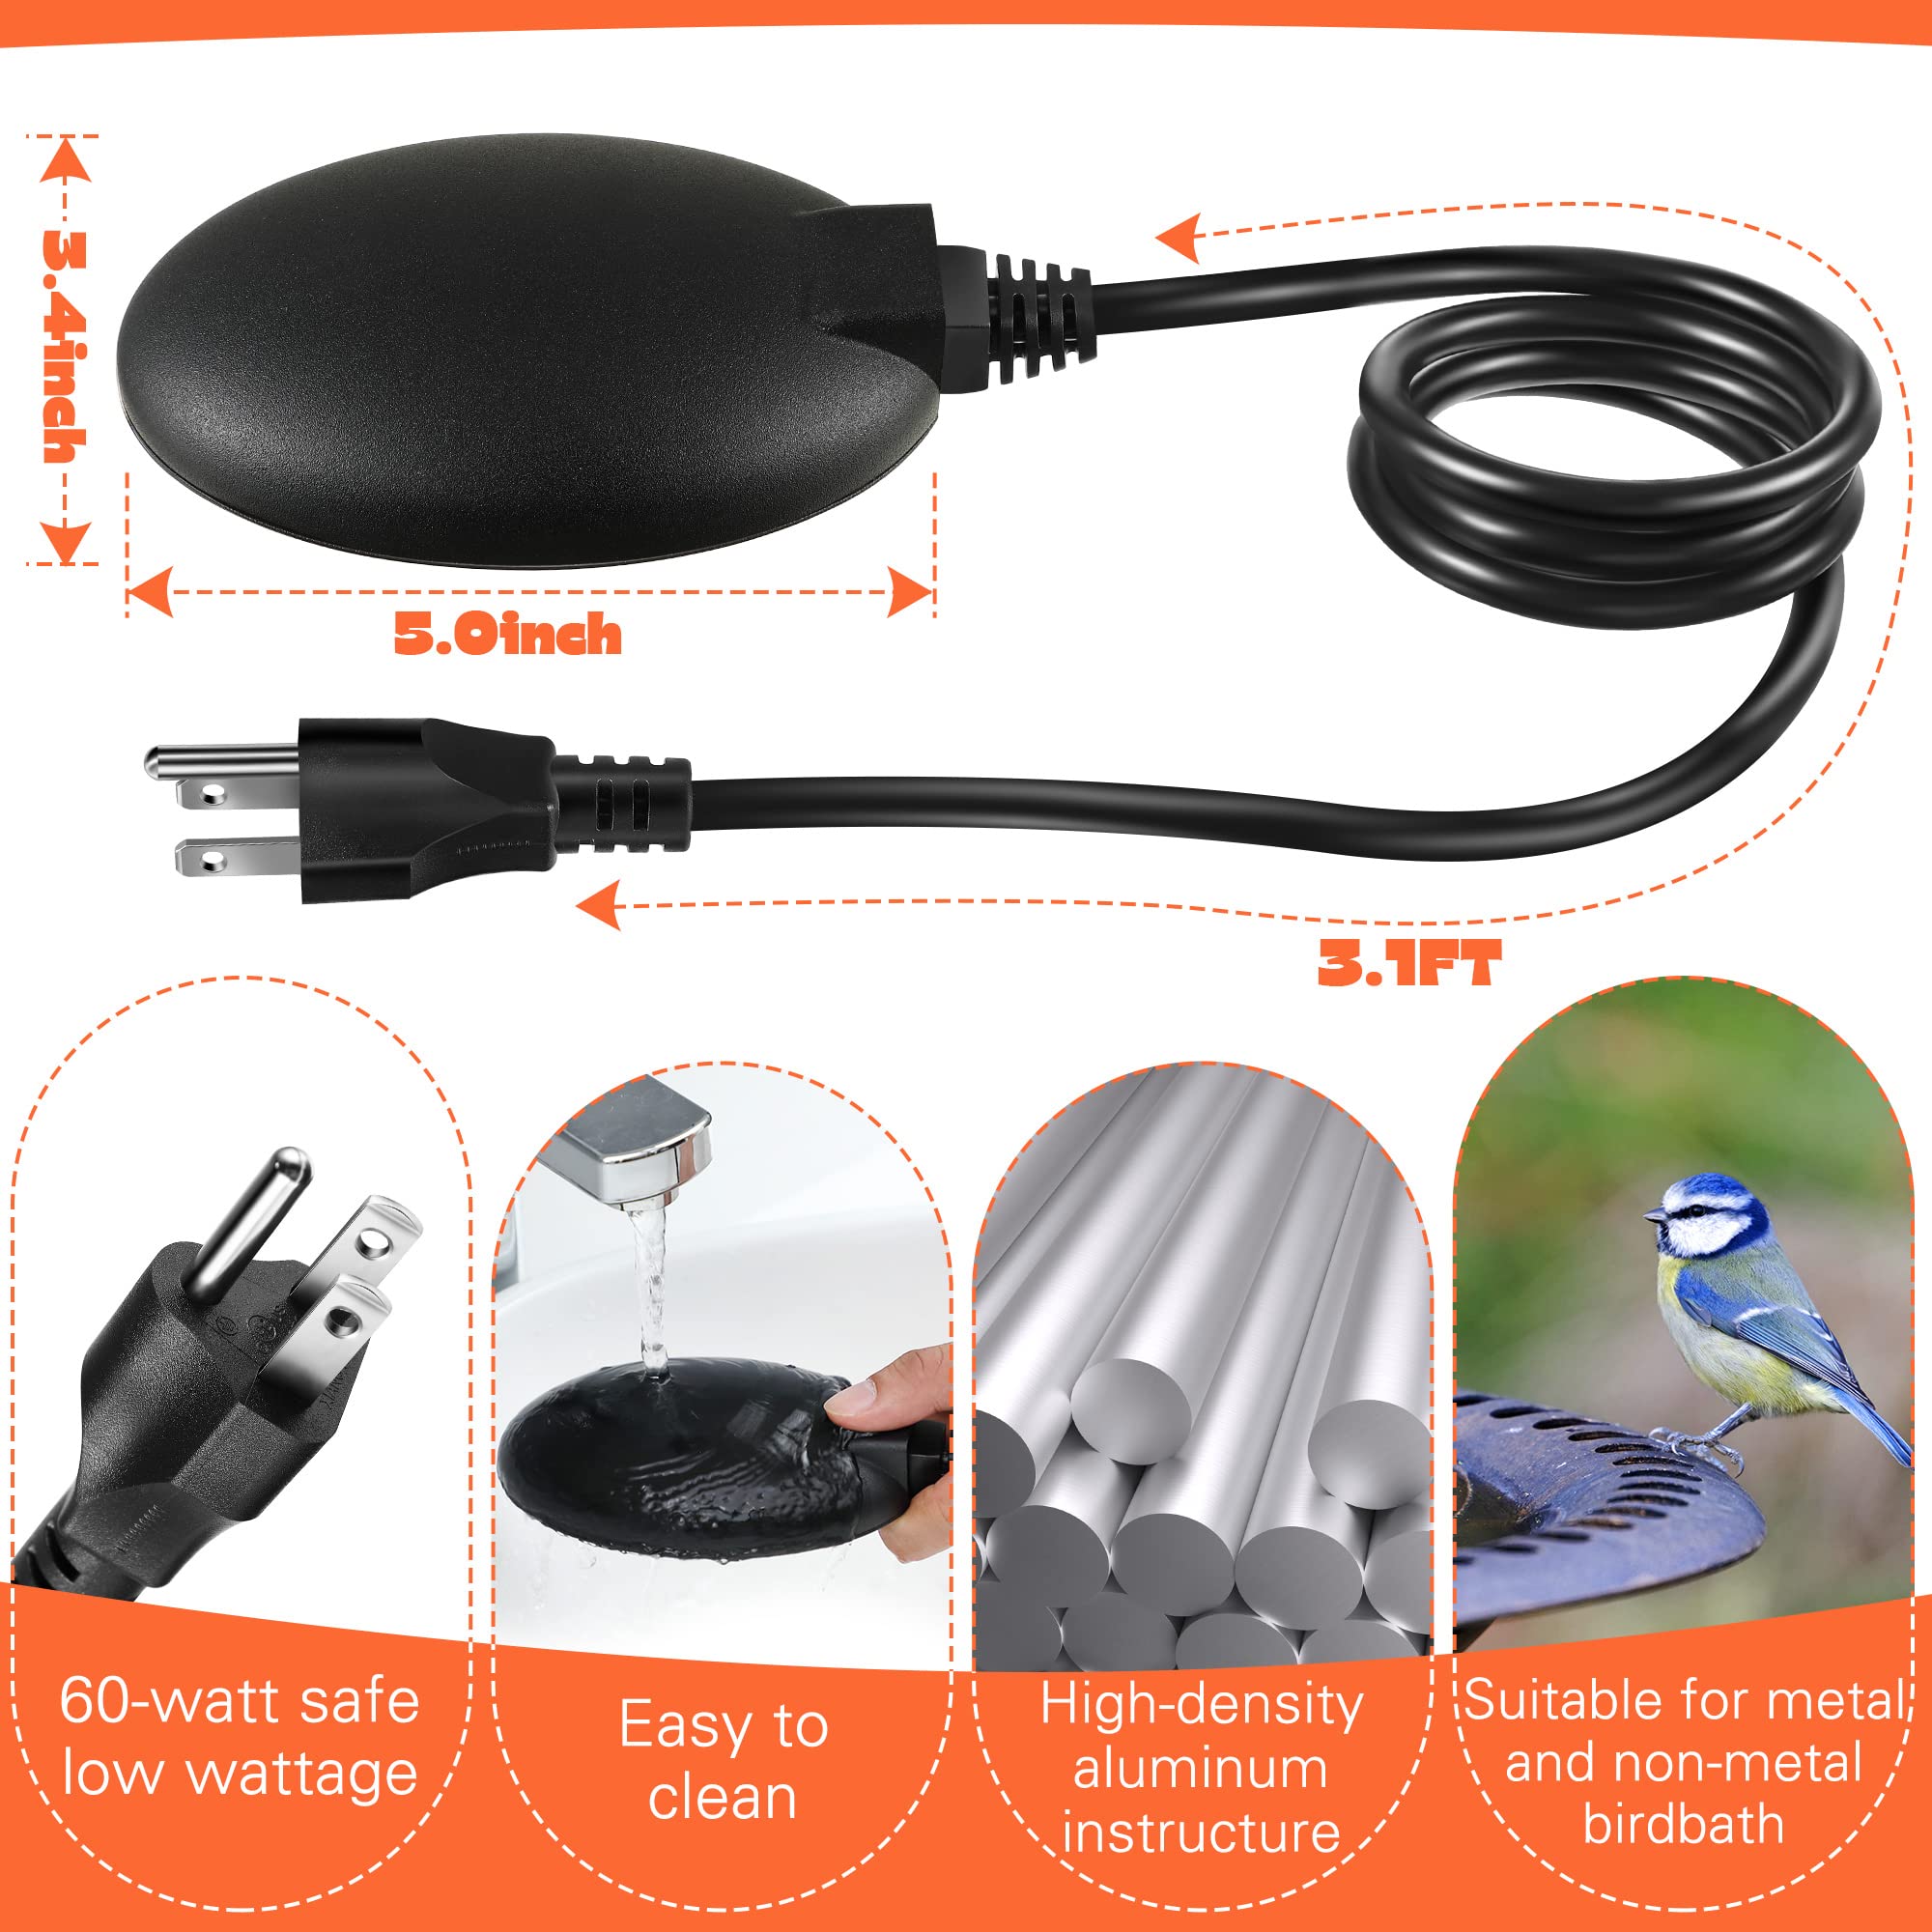 3.4inch
5.0inch
3.1FT
60-watt safe
low wattage
Easy to
clean
High-density
aluminum
instructure
Suitable for metal
and non-metal
birdbath